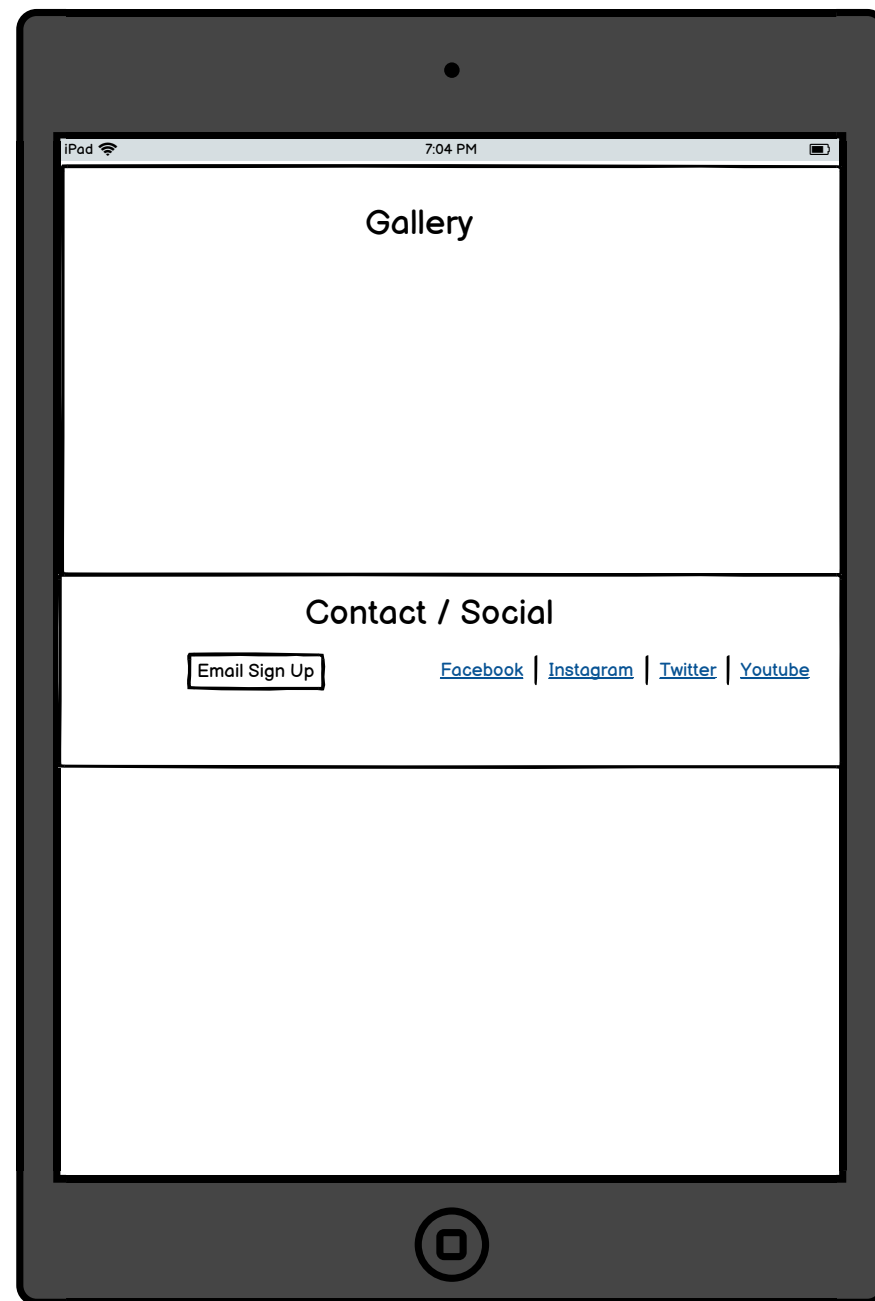 iPad 7:04 PM
Gallery
Contact / Social
Email Sign Up Facebook Instagram Twitter Youtube